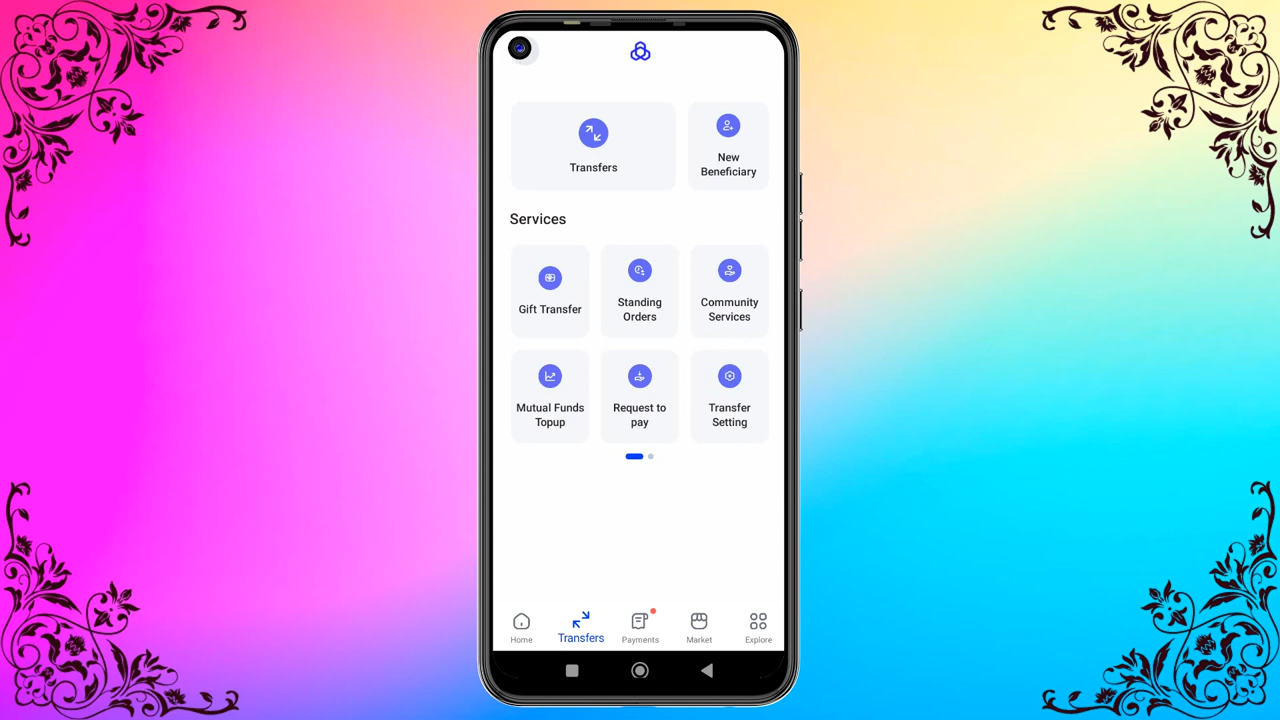 Transfers
New
Beneficiary
Services
Gift Transfer
Standing
Orders
Community
Services
Mutual Funds
Topup
Request to
pay
Transfer
Setting
Home
Transfers
Payments
Market
Explore